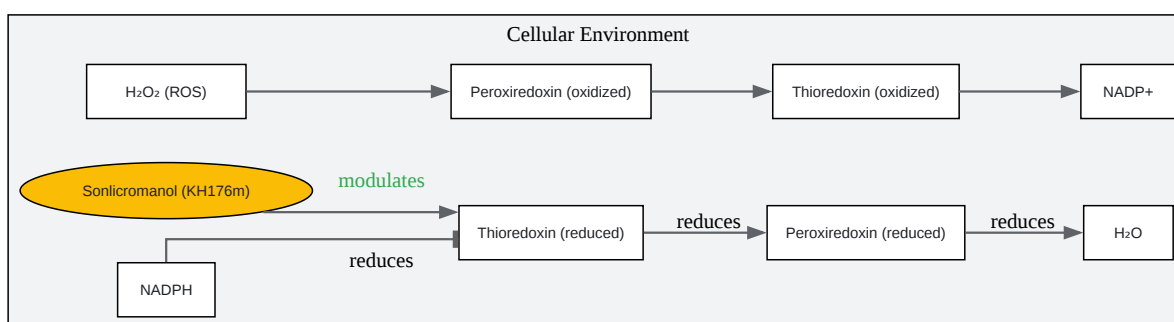 Cellular Environment
H₂O₂ (ROS)
Peroxiredoxin (oxidized)
Thioredoxin (oxidized)
NADP+
Sonlicromanol (KH176m)
modulates
Thioredoxin (reduced)
reduces
Peroxiredoxin (reduced)
reduces
H₂O
reduces
NADPH